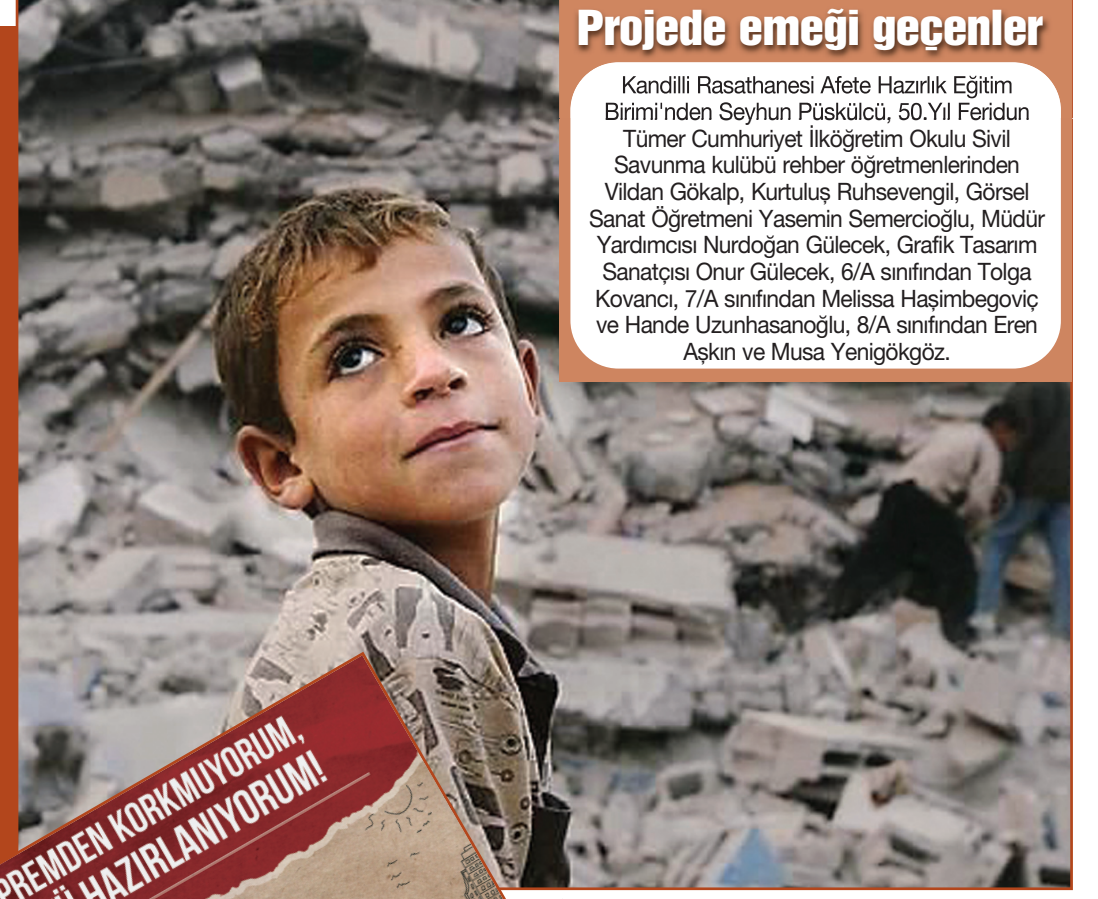 Projede emeği geçenler
Kandilli Rasathanesi Afete Hazırlık Eğitim
Birimi'nden Seyhun Püskülcü, 50.Yıl Feridun
Tümer Cumhuriyet İlköğretim Okulu Sivil
Savunma kulübü rehber öğretmenlerinden
Vildan Gökalp, Kurtuluş Ruhsevengil, Görsel
Sanat Öğretmeni Yasemin Semercioğlu, Müdür
Yardımcısı Nurdoğan Gülecek, Grafik Tasarım
Sanatçısı Onur Gülecek, 6/A sınıfından Tolga
Kovancı, 7/A sınıfından Melissa Haşimbegoviç
ve Hande Uzunhasanoğlu, 8/A sınıfından Eren
Aşkın ve Musa Yenigökgöz.
PREMDEN KORKMUYORUM,
HAZIRLANIYORUM!